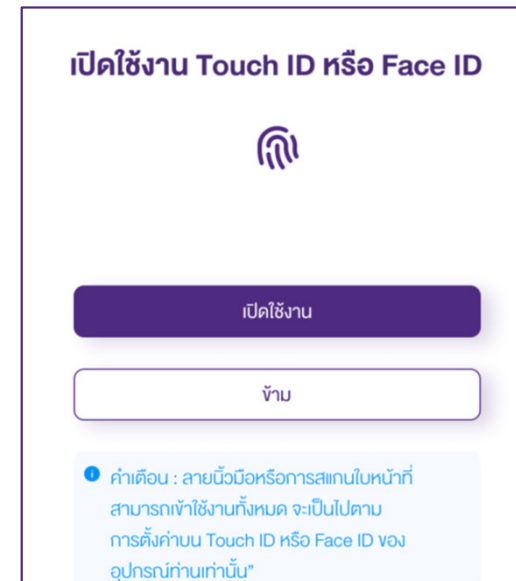 เปิดใช้งาน Touch ID หรือ Face ID
เปิดใช้งาน
ข้าม
คำเตือน : ลายนิ้วมือหรือการสแกนใบหน้าที่
สามารถเข้าใช้งานทั้งหมด จะเป็นไปตาม
การตั้งค่าบน Touch ID หรือ Face ID ของ
อุปกรณ์ท่านเท่านั้น"